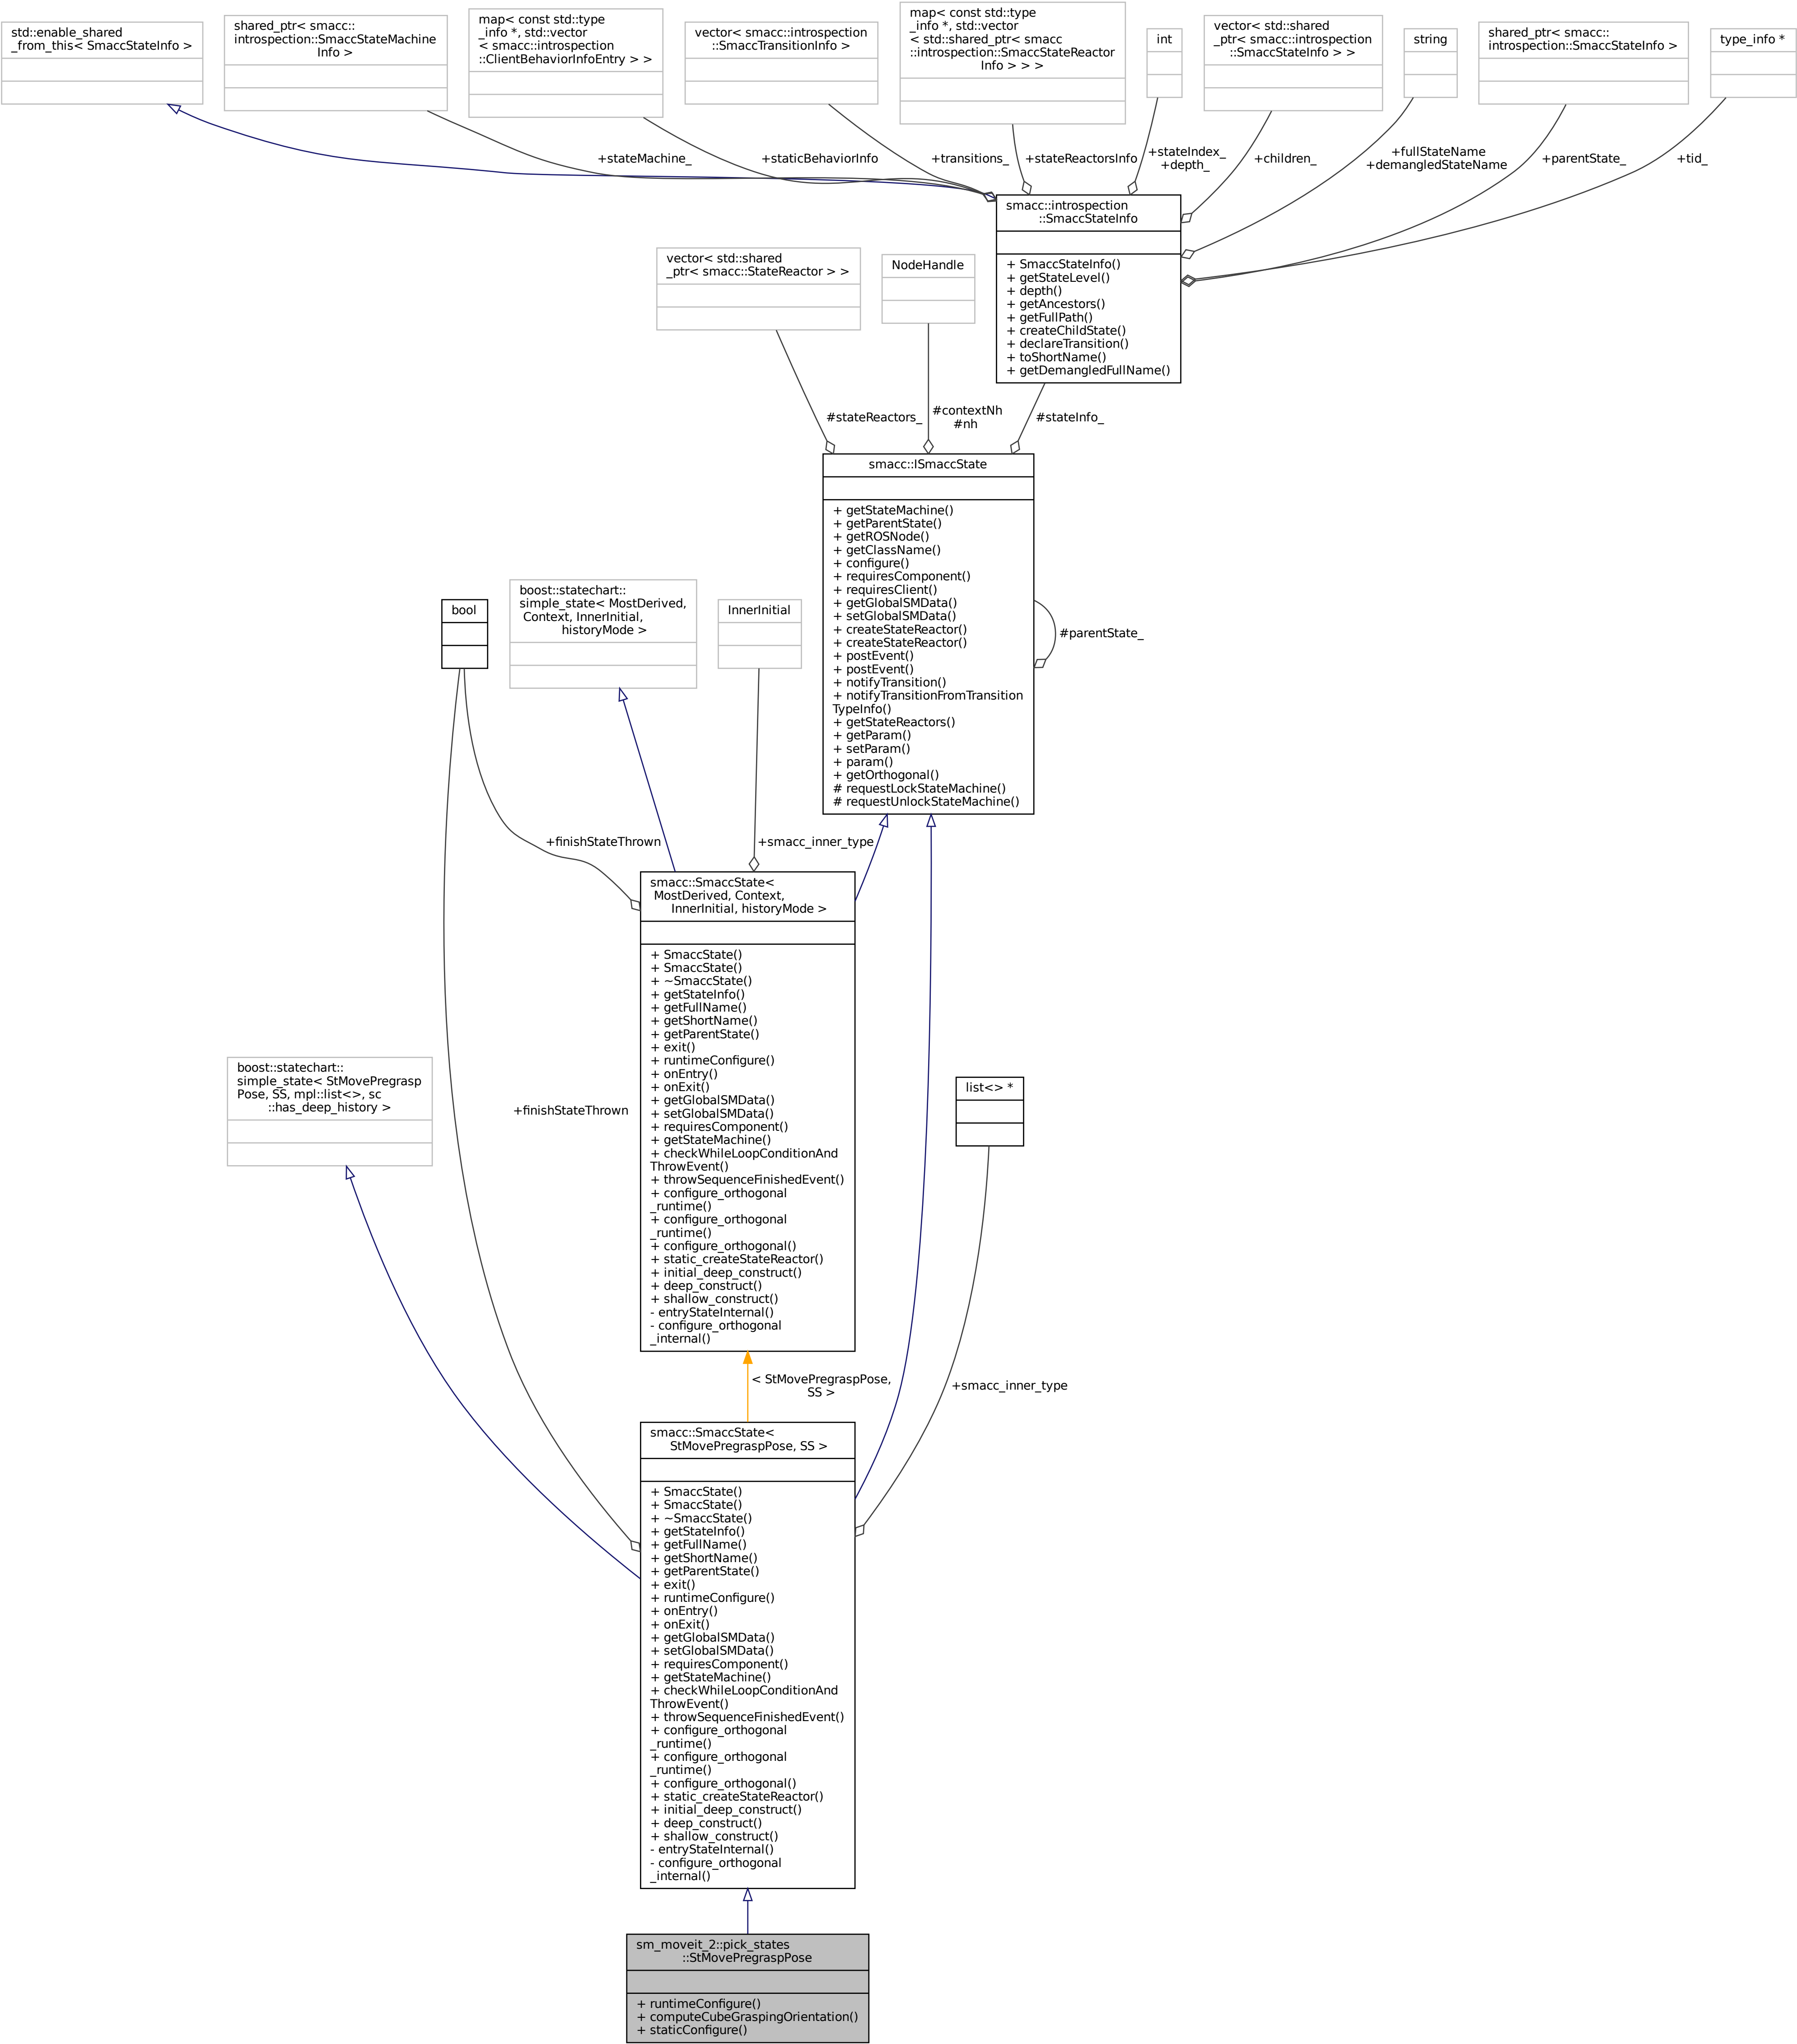 std::enable_shared
_from_this< SmaccStateInfo >
shared_ptr< smacc::
introspection::SmaccStateMachine
Info >
map< const std::type
_info *, std::vector
< smacc::introspection
::ClientBehaviorInfoEntry > >
vector< smacc::introspection
::SmaccTransitionInfo >
map< const std::type
_info *, std::vector
< std::shared_ptr< smacc
::introspection::SmaccStateReactor
Info > > >
int
vector< std::shared
_ptr< smacc::introspection
::SmaccStateInfo > >
string
shared_ptr< smacc::
introspection::SmaccStateInfo >
type_info *
+stateMachine_
+staticBehaviorInfo
+transitions_
+stateReactorsInfo
+stateIndex_
+depth_
+children_
+fullStateName
+demangledStateName
+parentState_
+tid_
smacc::introspection
::SmaccStateInfo
+ SmaccStateInfo()
+ getStateLevel()
+ depth()
+ getAncestors()
+ getFullPath()
+ createChildState()
+ declareTransition()
+ toShortName()
+ getDemangledFullName()
vector< std::shared
_ptr< smacc::StateReactor > >
NodeHandle
#stateReactors_
#contextNh
#nh
#stateInfo_
smacc::ISmaccState
+ getStateMachine()
+ getParentState()
+ getROSNode()
+ getClassName()
+ configure()
+ requiresComponent()
+ requiresClient()
+ getGlobalSMData()
+ setGlobalSMData()
+ createStateReactor()
+ createStateReactor()
+ postEvent()
+ postEvent()
+ notifyTransition()
+ notifyTransitionFromTransition
TypeInfo()
+ getStateReactors()
+ getParam()
+ setParam()
+ param()
+ getOrthogonal()
# requestLockStateMachine()
# requestUnlockStateMachine()
#parentState_
bool
boost::statechart::
simple_state< MostDerived,
Context, InnerInitial,
historyMode >
InnerInitial
+finishStateThrown
+smacc_inner_type
smacc::SmaccState<
MostDerived, Context,
InnerInitial, historyMode >
+ SmaccState()
+ SmaccState()
+ ~SmaccState()
+ getStateInfo()
+ getFullName()
+ getShortName()
+ getParentState()
+ exit()
+ runtimeConfigure()
+ onEntry()
+ onExit()
+ getGlobalSMData()
+ setGlobalSMData()
+ requiresComponent()
+ getStateMachine()
+ checkWhileLoopConditionAnd
ThrowEvent()
+ throwSequenceFinishedEvent()
+ configure_orthogonal
_runtime()
+ configure_orthogonal
_runtime()
+ configure_orthogonal()
+ static_createStateReactor()
+ initial_deep_construct()
+ deep_construct()
+ shallow_construct()
- entryStateInternal()
- configure_orthogonal
_internal()
boost::statechart::
simple_state< StMovePregrasp
Pose, SS, mpl::list<>, sc
::has_deep_history >
+finishStateThrown
list<> *
< StMovePregraspPose,
SS >
+smacc_inner_type
smacc::SmaccState<
StMovePregraspPose, SS >
+ SmaccState()
+ SmaccState()
+ ~SmaccState()
+ getStateInfo()
+ getFullName()
+ getShortName()
+ getParentState()
+ exit()
+ runtimeConfigure()
+ onEntry()
+ onExit()
+ getGlobalSMData()
+ setGlobalSMData()
+ requiresComponent()
+ getStateMachine()
+ checkWhileLoopConditionAnd
ThrowEvent()
+ throwSequenceFinishedEvent()
+ configure_orthogonal
_runtime()
+ configure_orthogonal
_runtime()
+ configure_orthogonal()
+ static_createStateReactor()
+ initial_deep_construct()
+ deep_construct()
+ shallow_construct()
- entryStateInternal()
- configure_orthogonal
_internal()
sm_moveit_2::pick_states
::StMovePregraspPose
+ runtimeConfigure()
+ computeCubeGraspingOrientation()
+ staticConfigure()